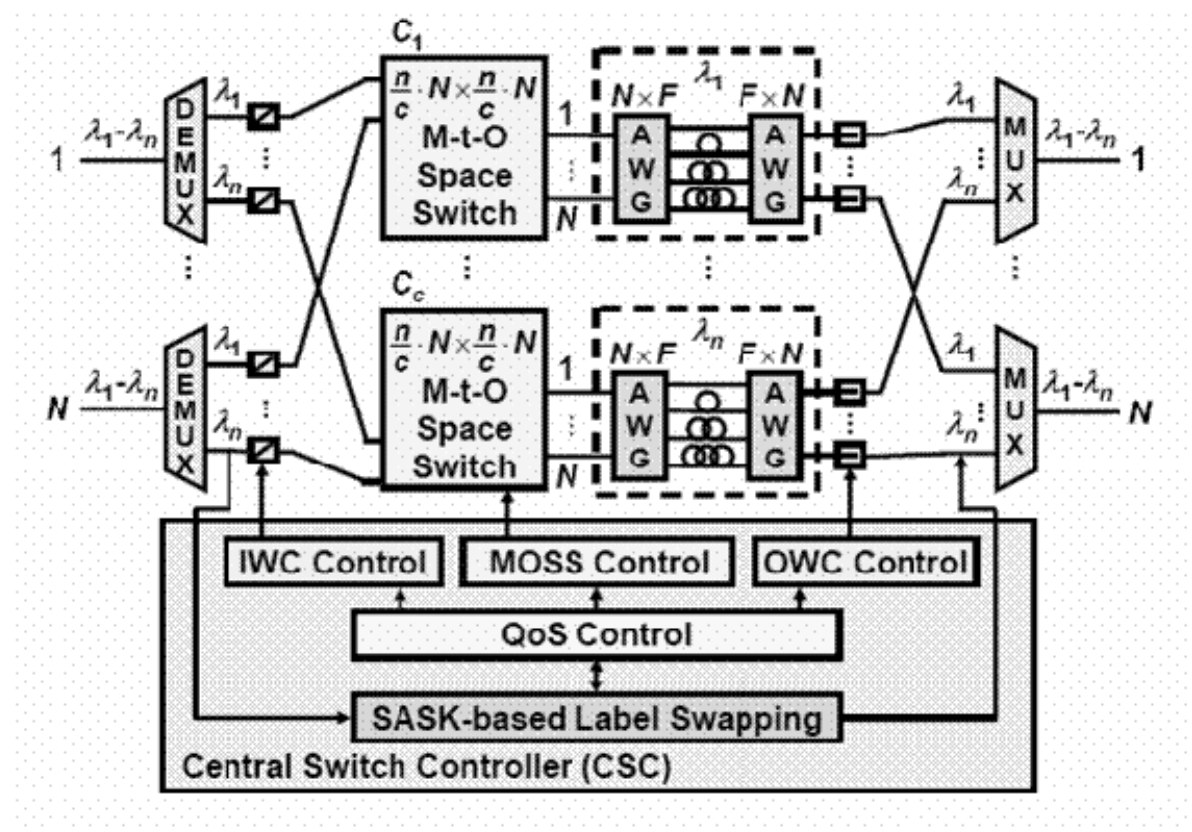 C₁
DEMUX
λ₁-λₙ
1
λ₁
λₙ
n/c · N × n/c · N
M-t-O
Space
Switch
1
N
λ₁
N×F F×N
AWG
AWG
λ₁
λₙ
MUX
λ₁-λₙ
1
C꜀
DEMUX
λ₁-λₙ
N
λ₁
λₙ
n/c · N × n/c · N
M-t-O
Space
Switch
1
N
λₙ
N×F F×N
AWG
AWG
λ₁
λₙ
MUX
λ₁-λₙ
N
IWC Control
MOSS Control
OWC Control
QoS Control
SASK-based Label Swapping
Central Switch Controller (CSC)